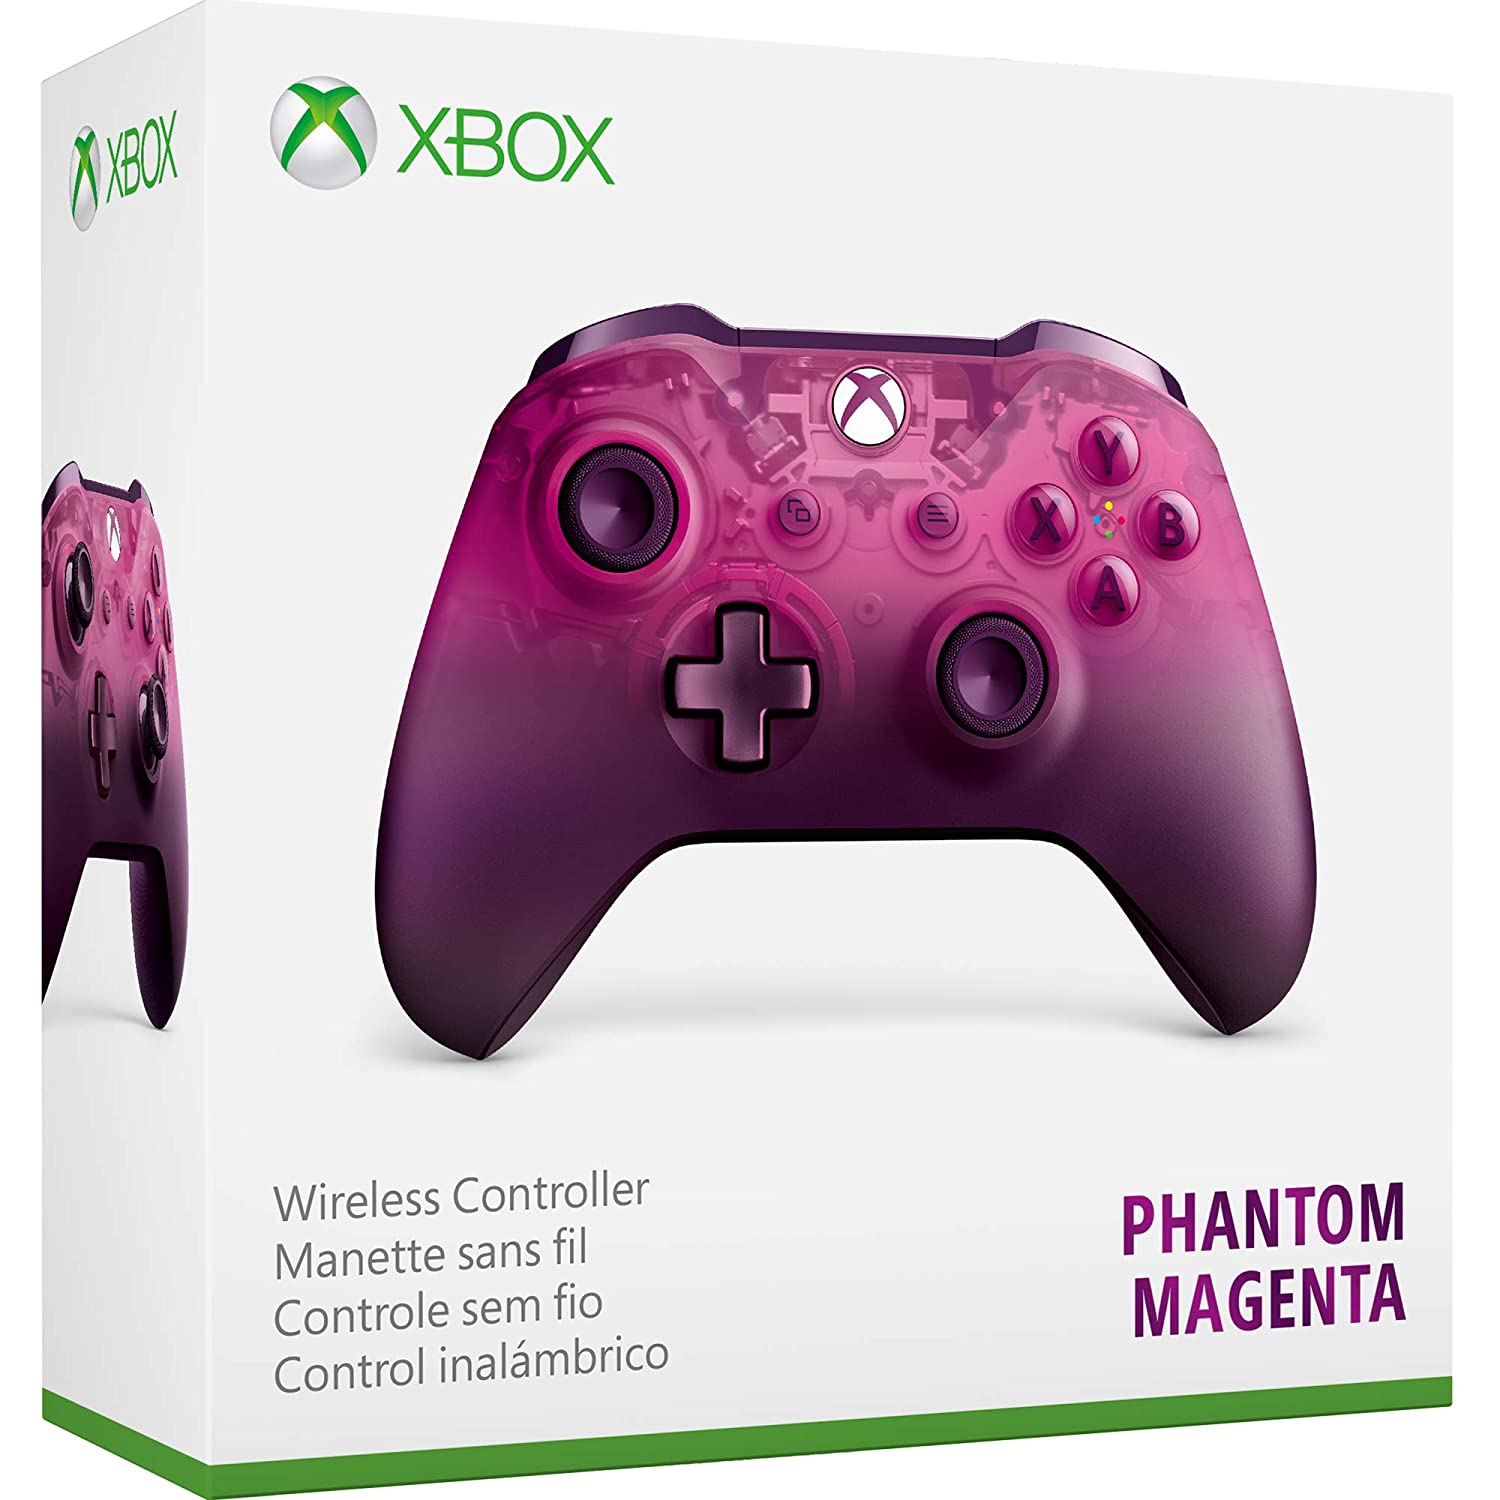 XBOX
XBOX
Y
X
B
A
Wireless Controller
Manette sans fil
Controle sem fio
Control inalámbrico
PHANTOM
MAGENTA